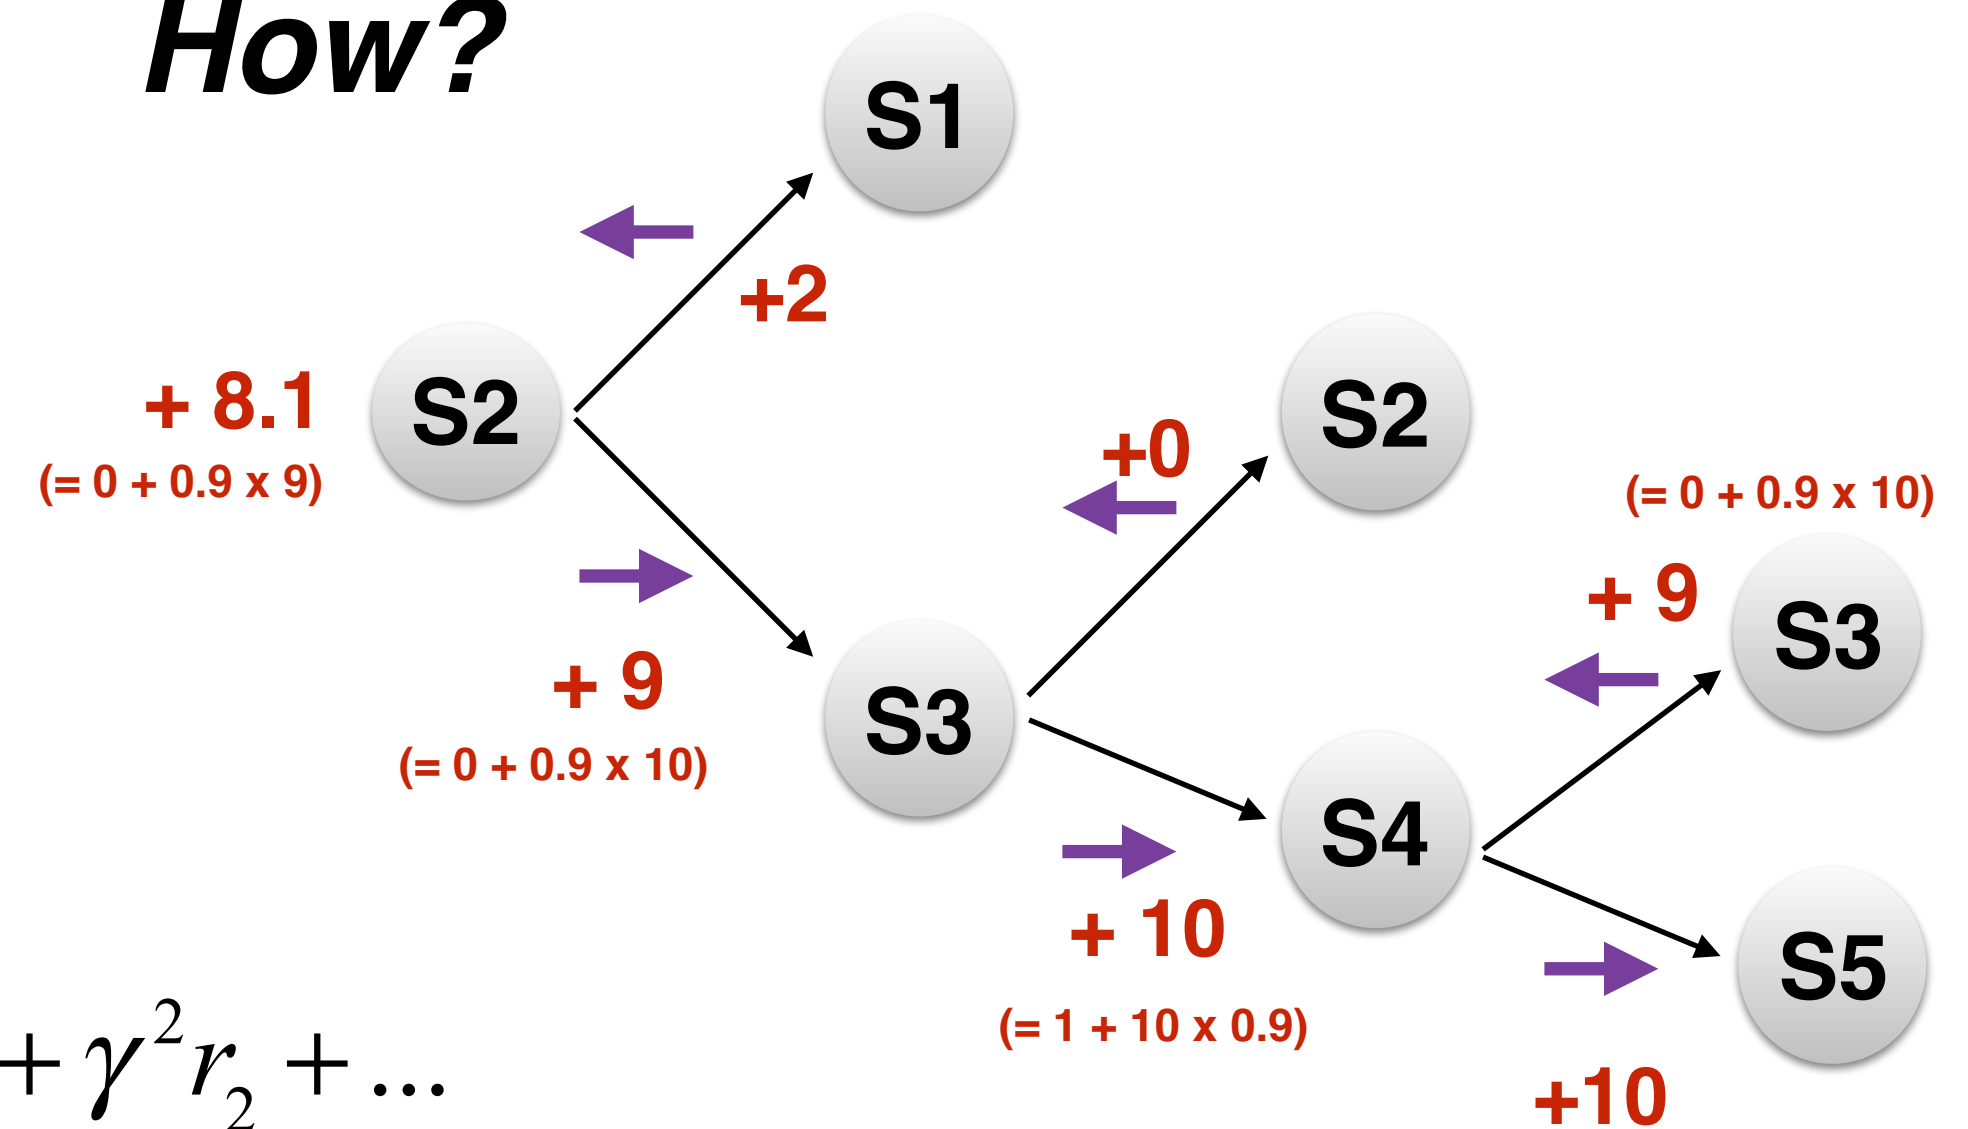 How?
S1
+2
+ 8.1
S2
(= 0 + 0.9 x 9)
+0
S2
(= 0 + 0.9 x 10)
+ 9
S3
+ 9
(= 0 + 0.9 x 10)
S3
S4
+ 10
(= 1 + 10 x 0.9)
S5
+10
+ γ²r₂ + ...